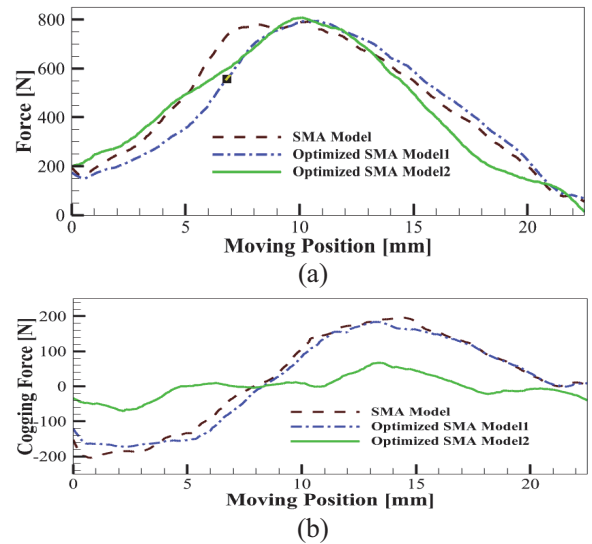 800
600
400
200
0
Force [N]
SMA Model
Optimized SMA Model1
Optimized SMA Model2
0 5 10 15 20
Moving Position [mm]
(a)
200
100
0
-100
-200
Cogging Force [N]
SMA Model
Optimized SMA Model1
Optimized SMA Model2
0 5 10 15 20
Moving Position [mm]
(b)